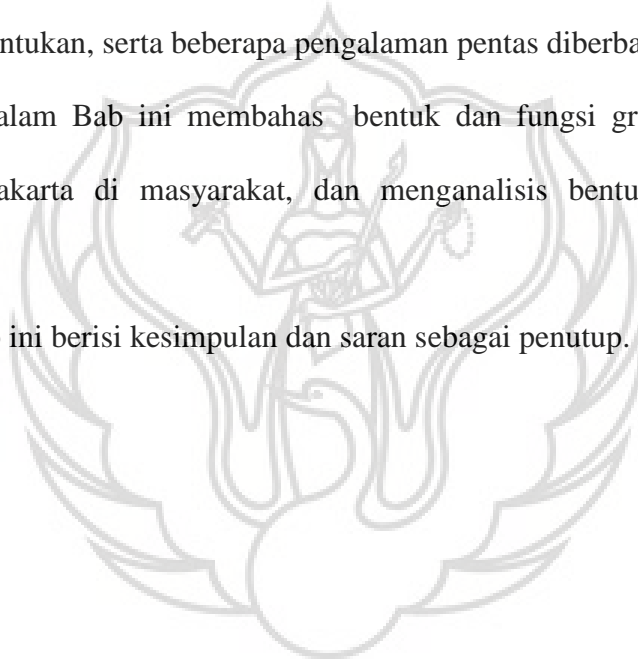 ntukan, serta beberapa pengalaman pentas diberba
alam Bab ini membahas bentuk dan fungsi gr
akarta di masyarakat, dan menganalisis bentu
ini berisi kesimpulan dan saran sebagai penutup.